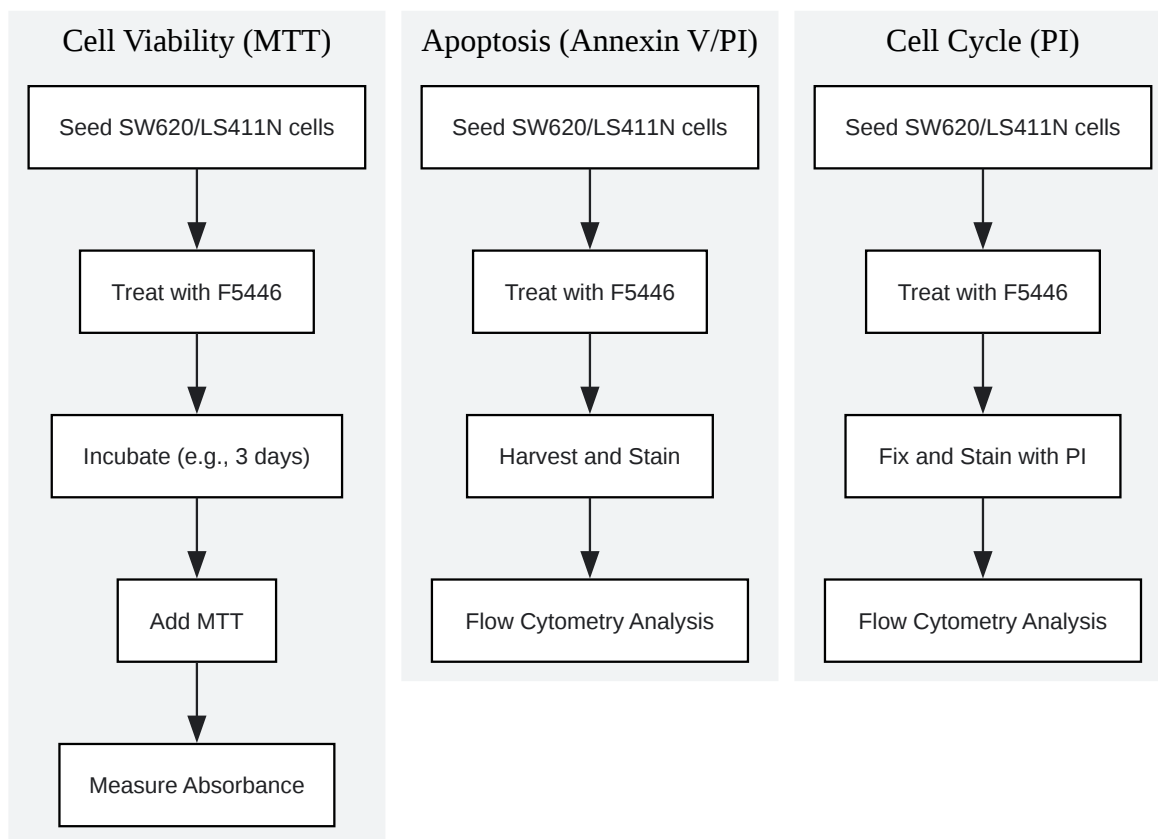 Cell Viability (MTT)
Seed SW620/LS411N cells
Treat with F5446
Incubate (e.g., 3 days)
Add MTT
Measure Absorbance
Apoptosis (Annexin V/PI)
Seed SW620/LS411N cells
Treat with F5446
Harvest and Stain
Flow Cytometry Analysis
Cell Cycle (PI)
Seed SW620/LS411N cells
Treat with F5446
Fix and Stain with PI
Flow Cytometry Analysis